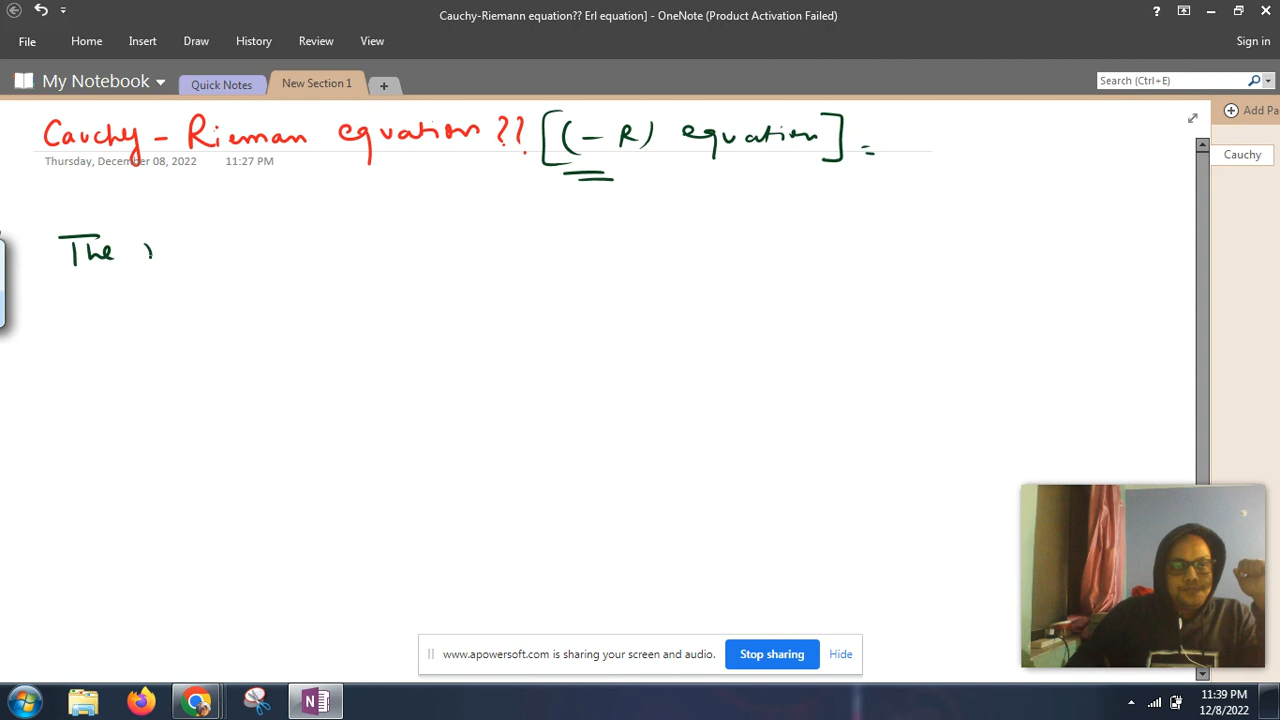 Cauchy-Riemann equation?? Erl equation] - OneNote (Product Activation Failed)
File Home Insert Draw History Review View Sign in
My Notebook Quick Notes New Section 1 + Search (Ctrl+E)
Cauchy - Rieman equation ?? [(- R) equation] =
Add Pa
Thursday, December 08, 2022 11:27 PM
Cauchy
The
www.apowersoft.com is sharing your screen and audio. Stop sharing Hide
11:39 PM
12/8/2022